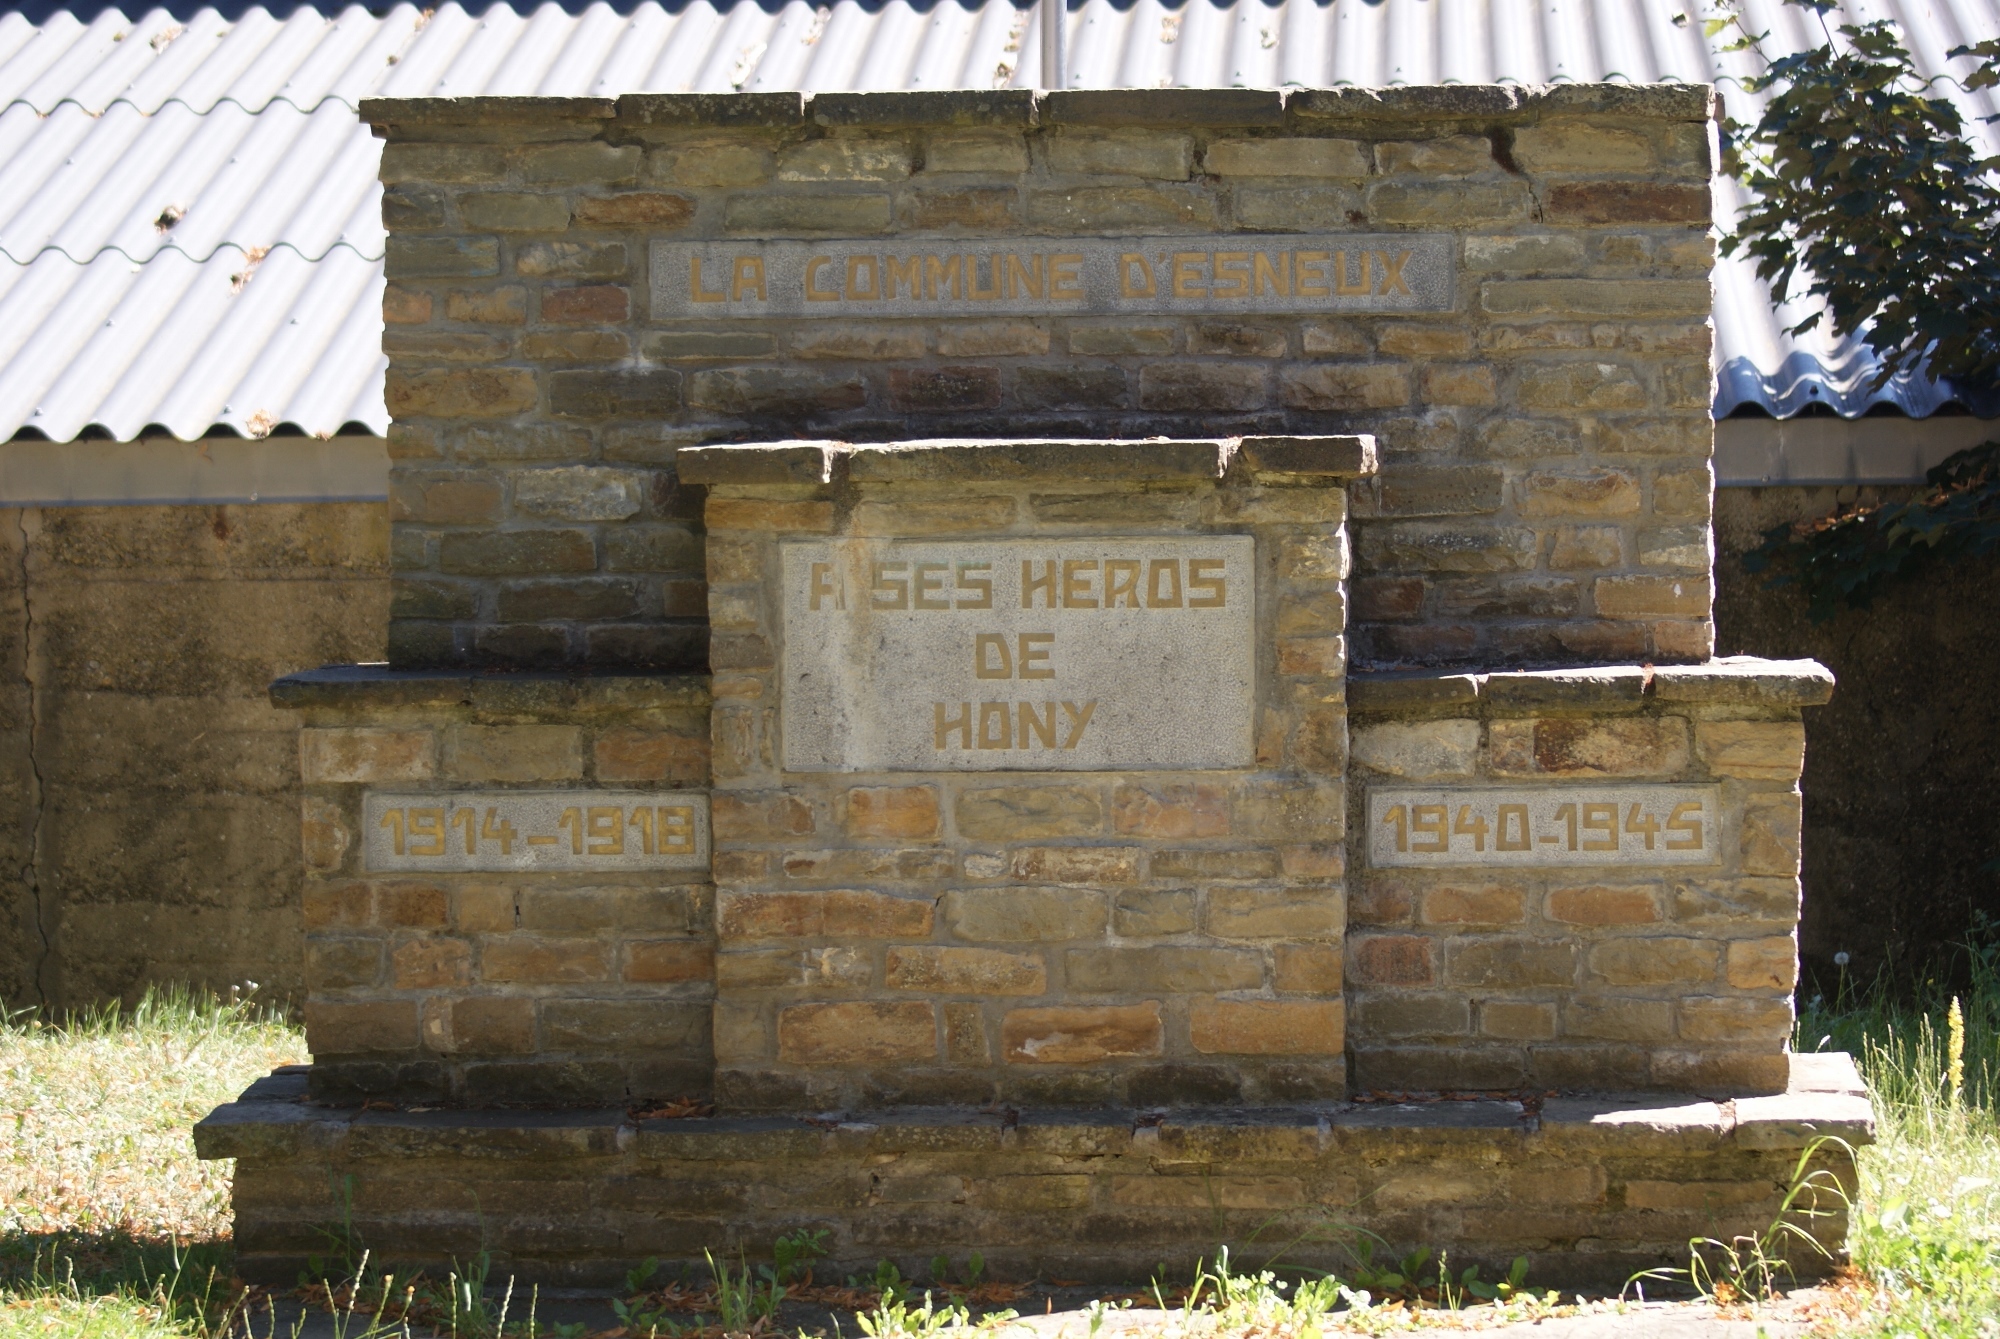 LA COMMUNE D'ESNEUX
A SES HEROS
DE
HONY
1914-1918
1940-1945